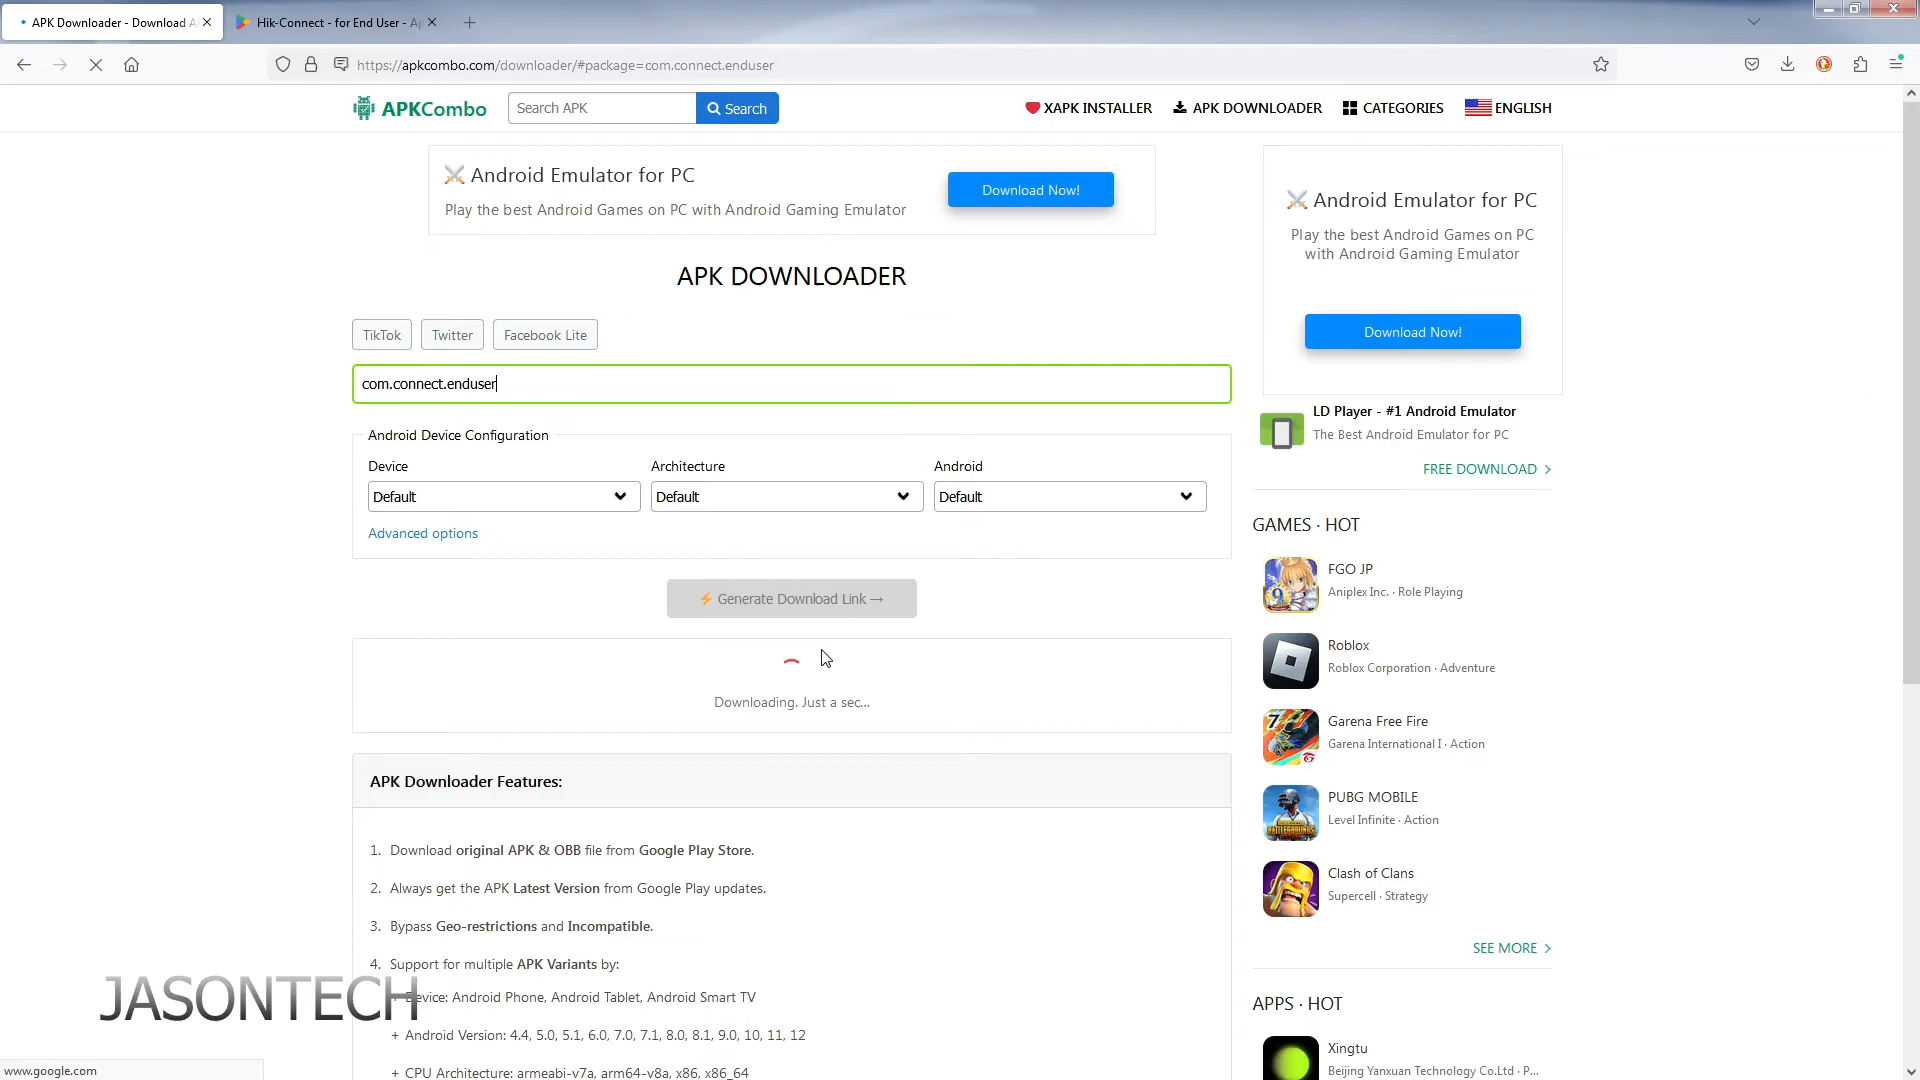 APK Downloader - Download A
Hik-Connect - for End User - Ap
https://apkcombo.com/downloader/#package=com.connect.enduser
APKCombo
Search APK
Search
XAPK INSTALLER
APK DOWNLOADER
CATEGORIES
ENGLISH
Android Emulator for PC
Play the best Android Games on PC with Android Gaming Emulator
Download Now!
Android Emulator for PC
Play the best Android Games on PC
with Android Gaming Emulator
Download Now!
APK DOWNLOADER
TikTok
Twitter
Facebook Lite
com.connect.enduser
Android Device Configuration
Device
Architecture
Android
Default
Default
Default
Advanced options
⚡ Generate Download Link →
Downloading. Just a sec...
APK Downloader Features:
1. Download original APK & OBB file from Google Play Store.
2. Always get the APK Latest Version from Google Play updates.
3. Bypass Geo-restrictions and Incompatible.
4. Support for multiple APK Variants by:
+ Device: Android Phone, Android Tablet, Android Smart TV
+ Android Version: 4.4, 5.0, 5.1, 6.0, 7.0, 7.1, 8.0, 8.1, 9.0, 10, 11, 12
+ CPU Architecture: armeabi-v7a, arm64-v8a, x86, x86_64
LD Player - #1 Android Emulator
The Best Android Emulator for PC
FREE DOWNLOAD
GAMES · HOT
FGO JP
Aniplex Inc. · Role Playing
Roblox
Roblox Corporation · Adventure
Garena Free Fire
Garena International I · Action
PUBG MOBILE
Level Infinite · Action
Clash of Clans
Supercell · Strategy
SEE MORE
APPS · HOT
Xingtu
Beijing Yanxuan Technology Co.Ltd · P...
JASONTECH
www.google.com